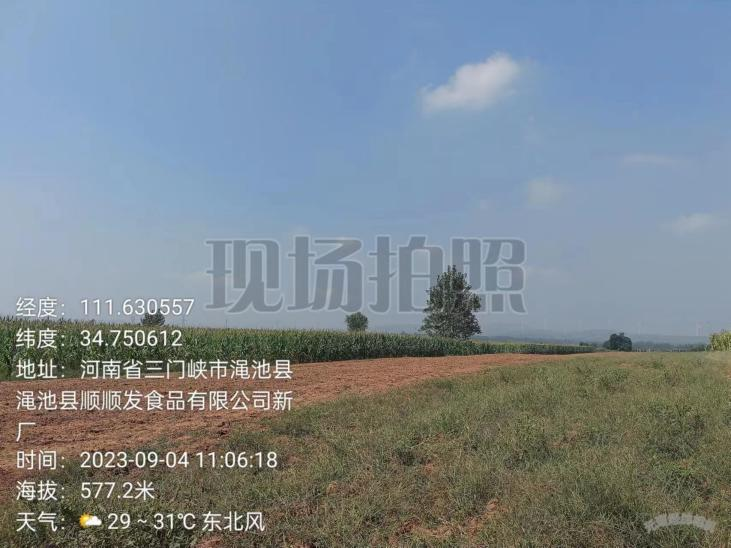 现场拍照
经度：111.630557
纬度：34.750612
地址：河南省三门峡市渑池县
渑池县顺顺发食品有限公司新
厂
时间：2023-09-04 11:06:18
海拔：577.2米
天气：29 ~ 31℃ 东北风